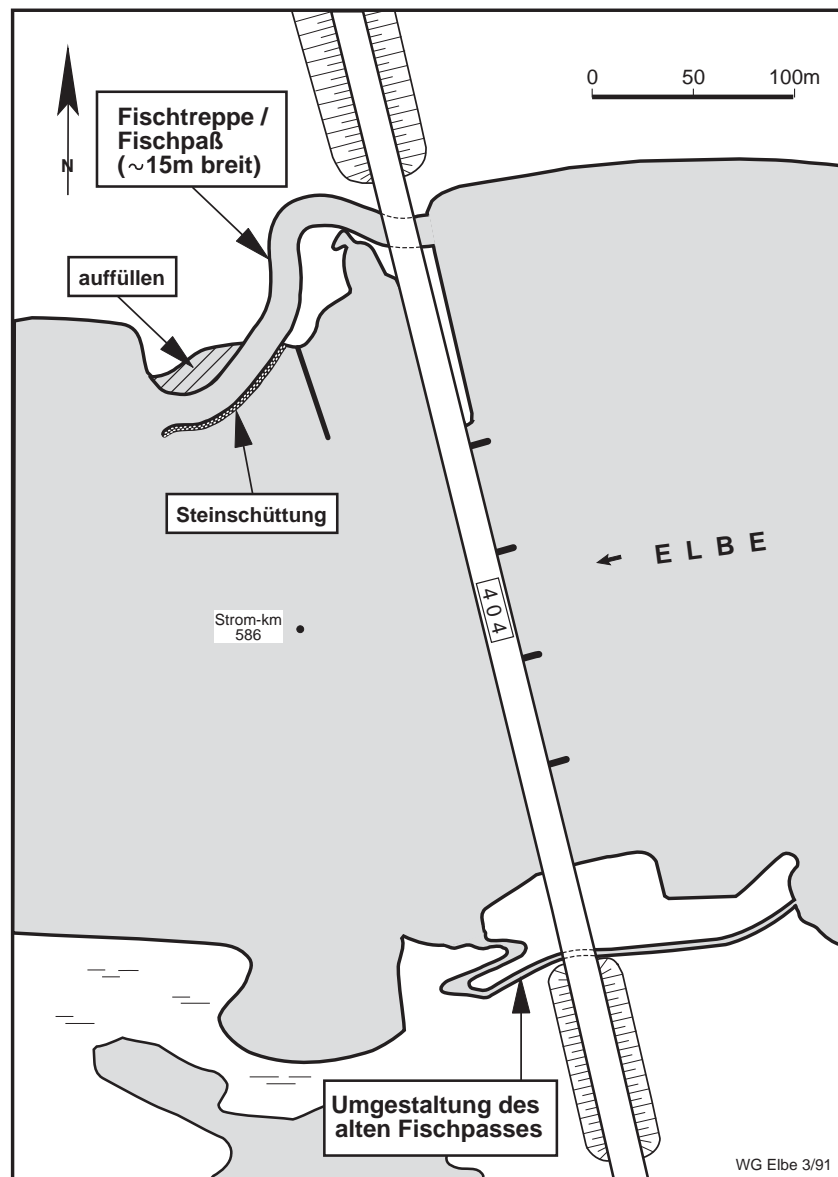 0 50 100m
Fischtreppe /
Fischpaß
(~15m breit)
N
auffüllen
Steinschüttung
← E L B E
404
Strom-km
586
Umgestaltung des
alten Fischpasses
WG Elbe 3/91